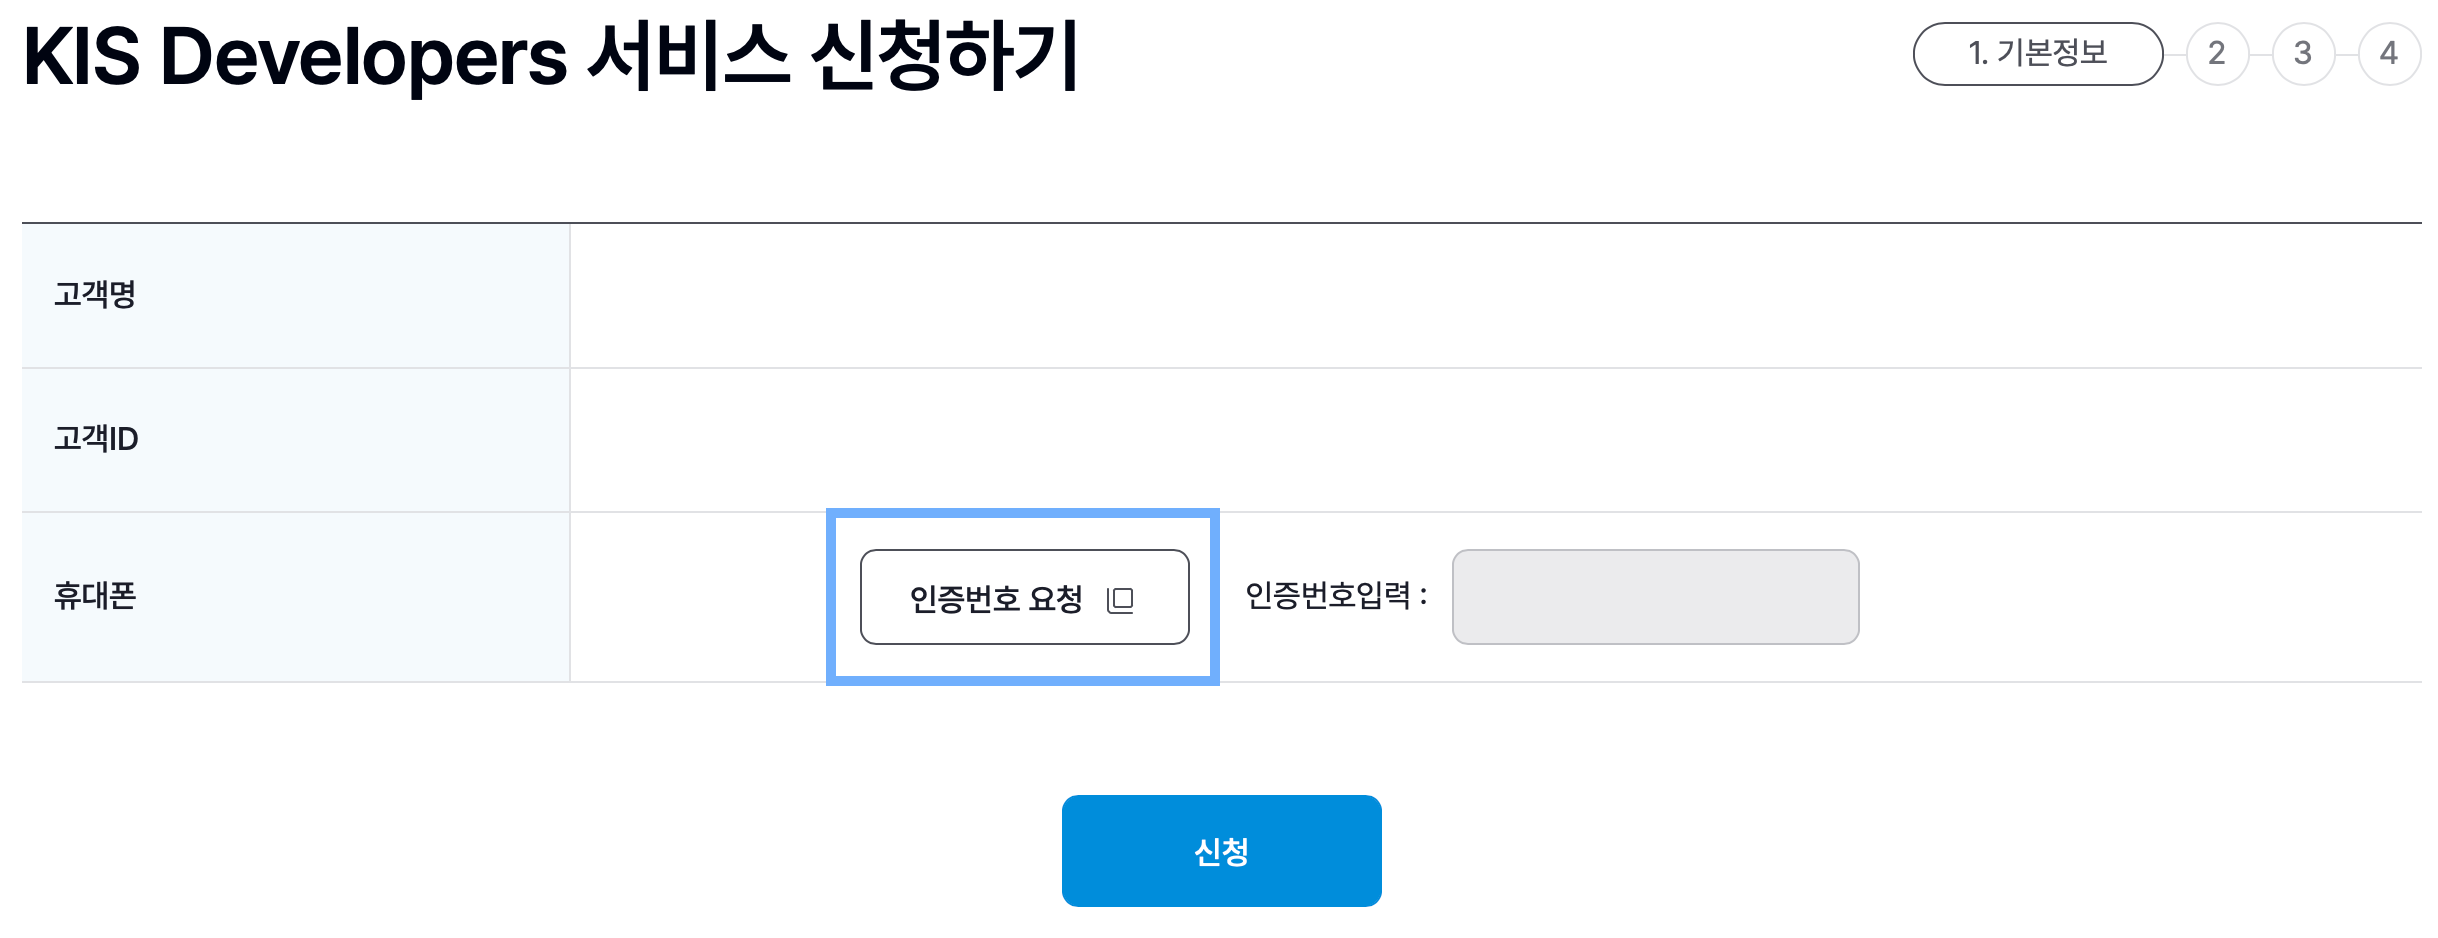 KIS Developers 서비스 신청하기
1. 기본정보 2 3 4
고객명
고객ID
휴대폰 인증번호 요청 인증번호입력 :
신청